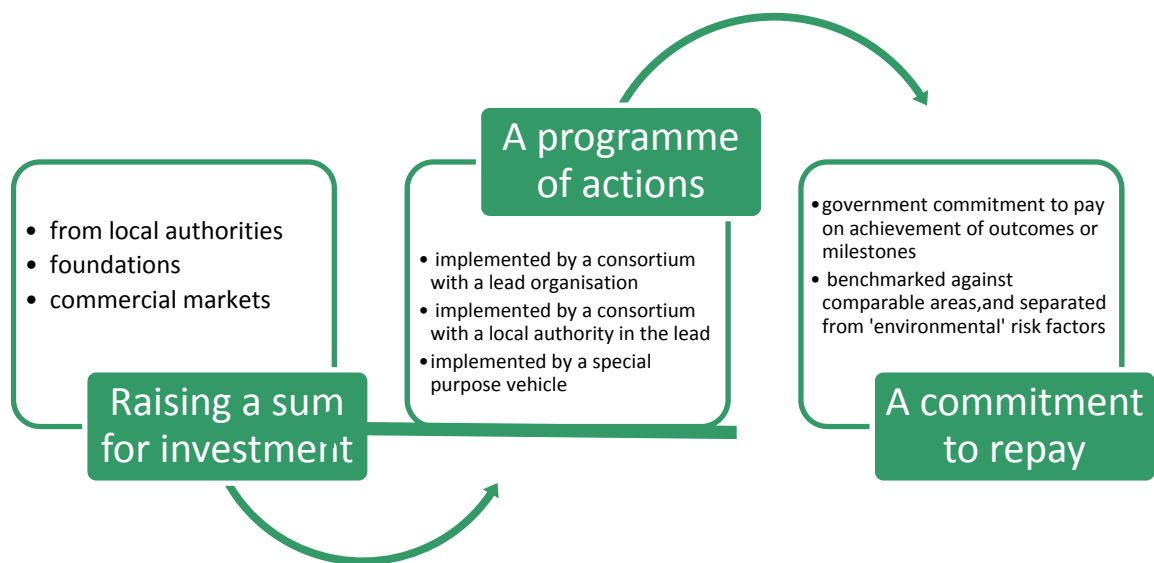 • from local authorities
• foundations
• commercial markets
Raising a sum
for investment
A programme
of actions
• implemented by a consortium
with a lead organisation
• implemented by a consortium
with a local authority in the lead
•implemented by a special
purpose vehicle
•government commitment to pay
on achievement of outcomes or
milestones
• benchmarked against
comparable areas,and separated
from 'environmental' risk factors
A commitment
to repay